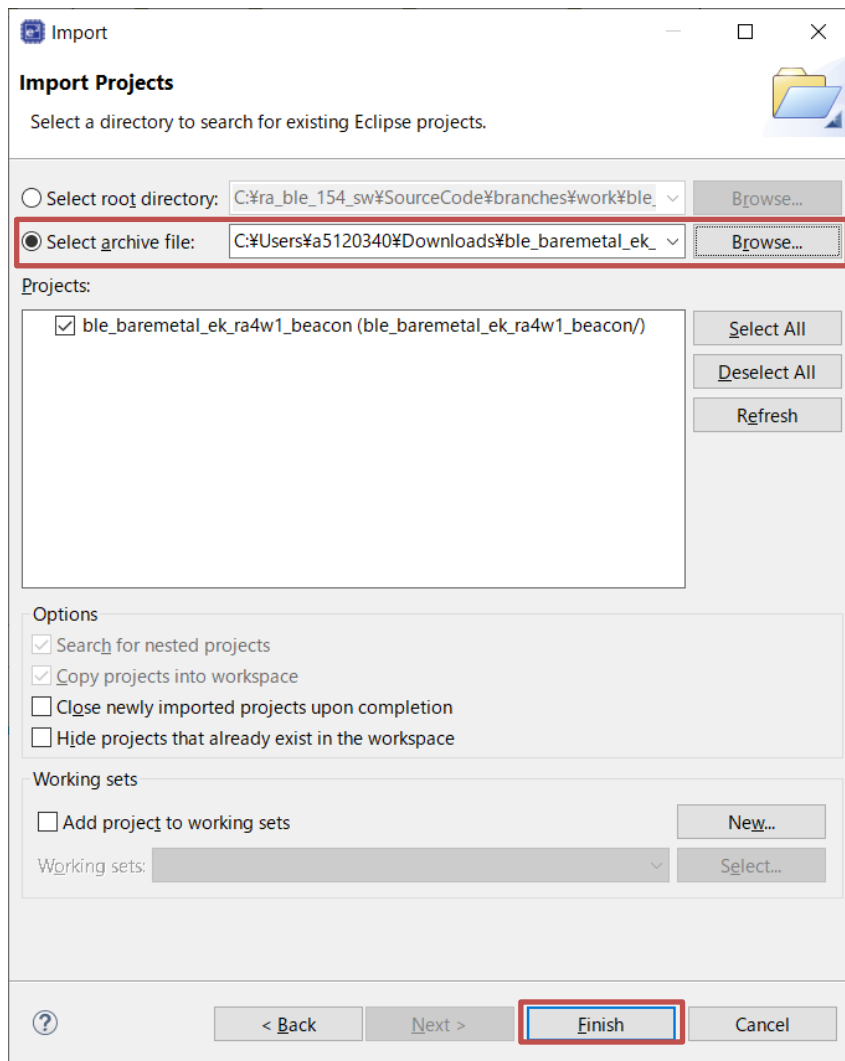 Import
Import Projects
Select a directory to search for existing Eclipse projects.
Select root directory: C:¥ra_ble_154_sw¥SourceCode¥branches¥work¥ble_ Browse...
Select archive file: C:¥Users¥a5120340¥Downloads¥ble_baremetal_ek_ Browse...
Projects:
ble_baremetal_ek_ra4w1_beacon (ble_baremetal_ek_ra4w1_beacon/)
Select All
Deselect All
Refresh
Options
Search for nested projects
Copy projects into workspace
Close newly imported projects upon completion
Hide projects that already exist in the workspace
Working sets
Add project to working sets New...
Working sets: Select...
? < Back Next > Finish Cancel